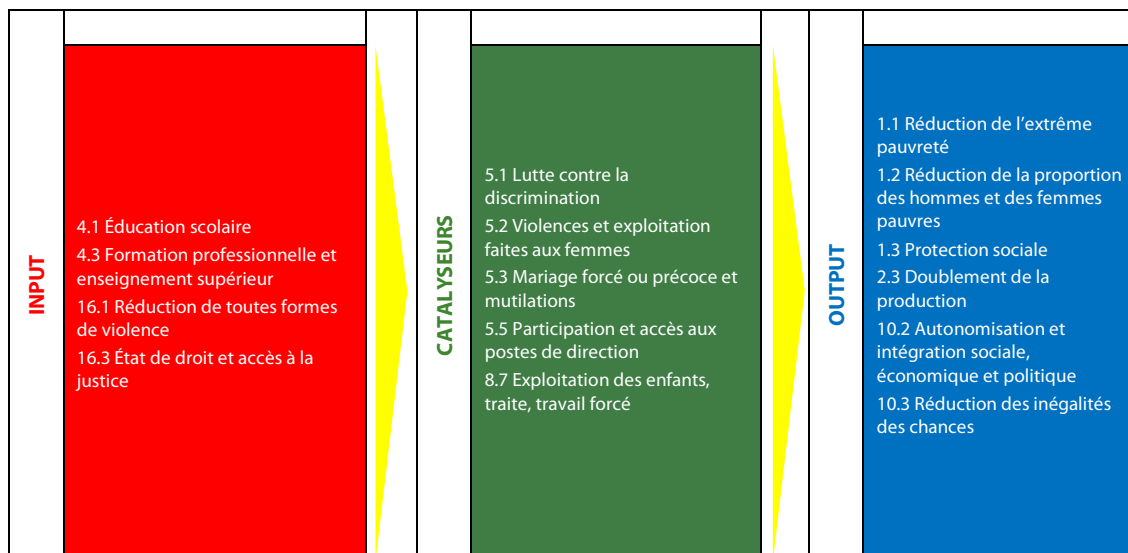 INPUT
4.1 Éducation scolaire
4.3 Formation professionnelle et
enseignement supérieur
16.1 Réduction de toutes formes
de violence
16.3 État de droit et accès à la
justice
CATALYSEURS
5.1 Lutte contre la
discrimination
5.2 Violences et exploitation
faites aux femmes
5.3 Mariage forcé ou précoce et
mutilations
5.5 Participation et accès aux
postes de direction
8.7 Exploitation des enfants,
traite, travail forcé
OUTPUT
1.1 Réduction de l’extrême
pauvreté
1.2 Réduction de la proportion
des hommes et des femmes
pauvres
1.3 Protection sociale
2.3 Doublement de la
production
10.2 Autonomisation et
intégration sociale,
économique et politique
10.3 Réduction des inégalités
des chances